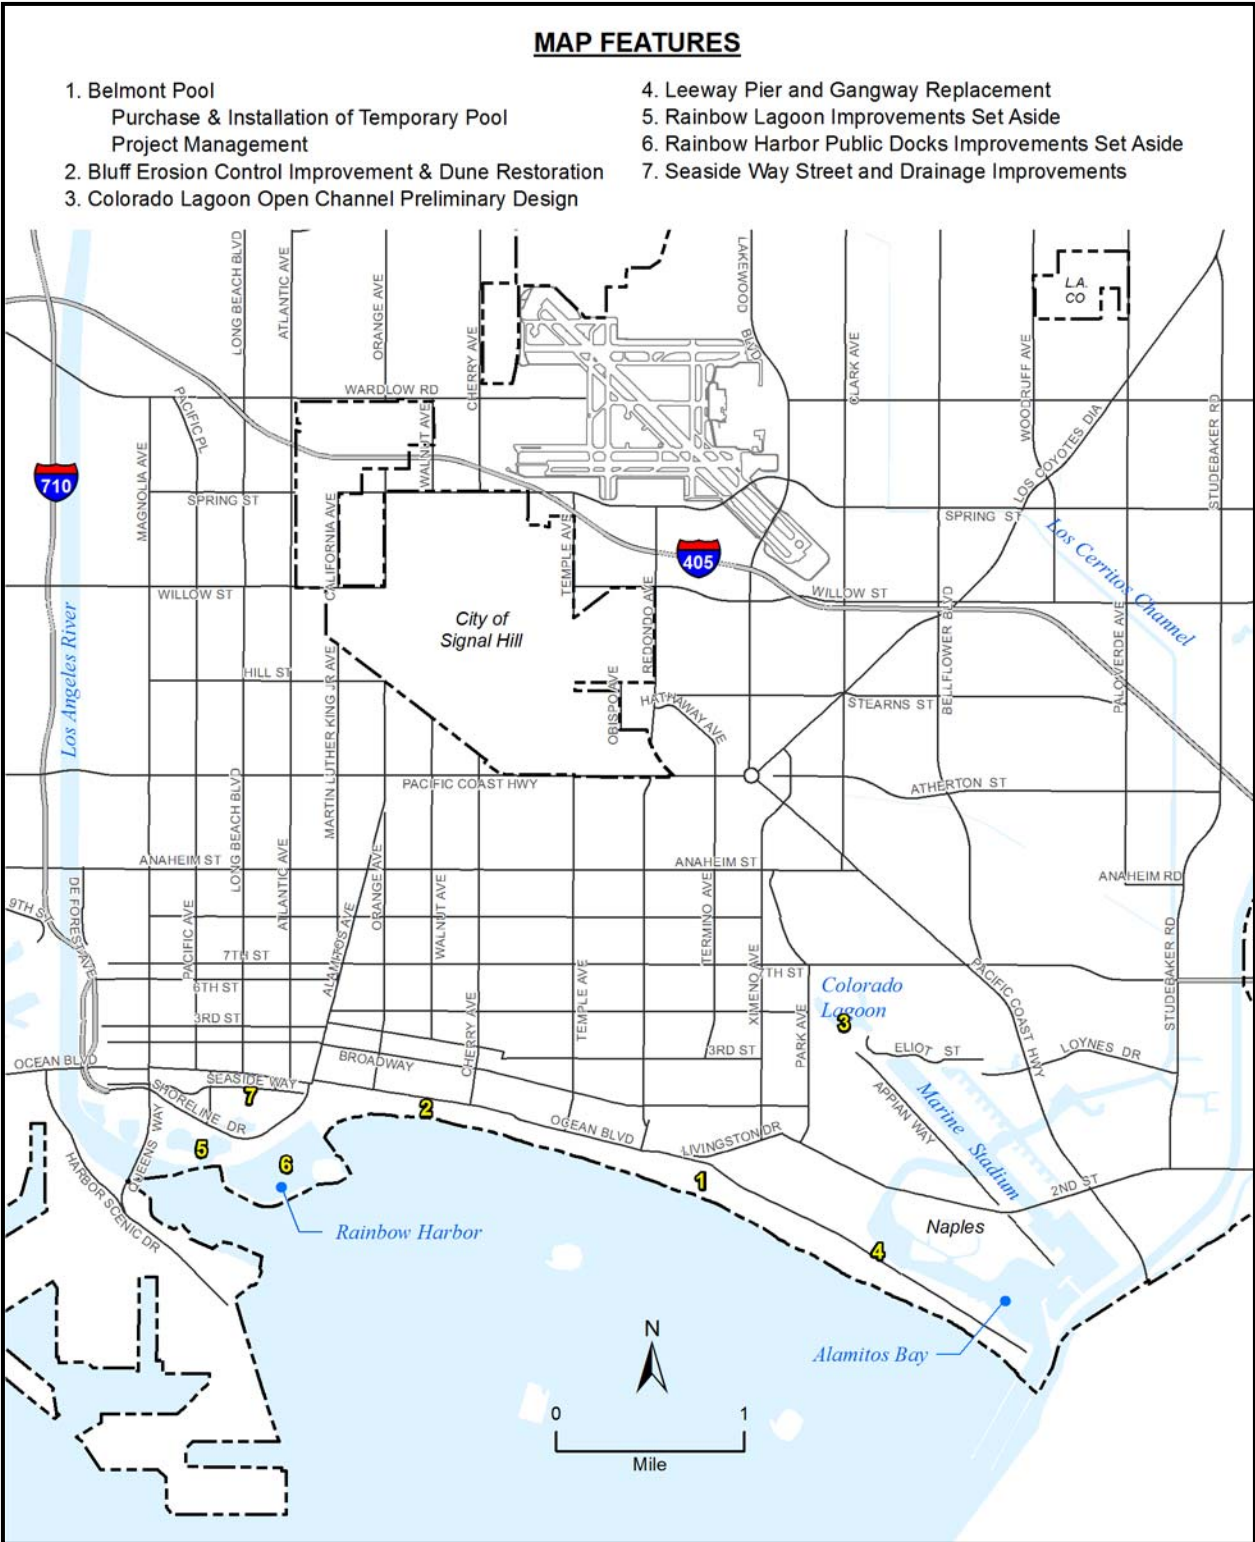 MAP FEATURES
1. Belmont Pool
Purchase & Installation of Temporary Pool
Project Management
2. Bluff Erosion Control Improvement & Dune Restoration
3. Colorado Lagoon Open Channel Preliminary Design
4. Leeway Pier and Gangway Replacement
5. Rainbow Lagoon Improvements Set Aside
6. Rainbow Harbor Public Docks Improvements Set Aside
7. Seaside Way Street and Drainage Improvements
LONG BEACH BLVD
ATLANTIC AVE
ORANGE AVE
CHERRY AVE
LAKEWOOD
BLVD
CLARK AVE
WOODRUFF AVE
L.A.
CO
LOS COYOTES DIA
STUDEBAKER RD
WARDLOW RD
PACIFIC PL
WALNUT AVE
MAGNOLIA AVE
710
SPRING ST
CALIFORNIA AVE
TEMPLE AVE
405
SPRING ST
Los Cerritos Channel
WILLOW ST
WILLOW ST
City of
Signal Hill
REDONDO AVE
BELLFLOWER BLVD
PALO VERDE AVE
Los Angeles River
HILL ST
MARTIN LUTHER KING JR AVE
OBISPO AVE
HATHAWAY AVE
STEARNS ST
PACIFIC COAST HWY
ATHERTON ST
LONG BEACH BLVD
ANAHEIM ST
ANAHEIM ST
ANAHEIM RD
9TH ST
DE FOREST AVE
PACIFIC AVE
ATLANTIC AVE
ALAMITOS AVE
ORANGE AVE
WALNUT AVE
TERMINO AVE
XIMENO AVE
7TH ST
7TH ST
6TH ST
3RD ST
3RD ST
CHERRY AVE
TEMPLE AVE
PARK AVE
Colorado
Lagoon
3
PACIFIC COAST HWY
STUDEBAKER RD
ELIOT ST
LOYNES DR
OCEAN BLVD
BROADWAY
SEASIDE WAY
7
SHORELINE DR
2
OCEAN BLVD
LIVINGSTON DR
APPIAN WAY
Marine Stadium
5
6
QUEENS WAY
HARBOR SCENIC DR
1
2ND ST
Naples
Rainbow Harbor
4
Alamitos Bay
N
0 1
Mile